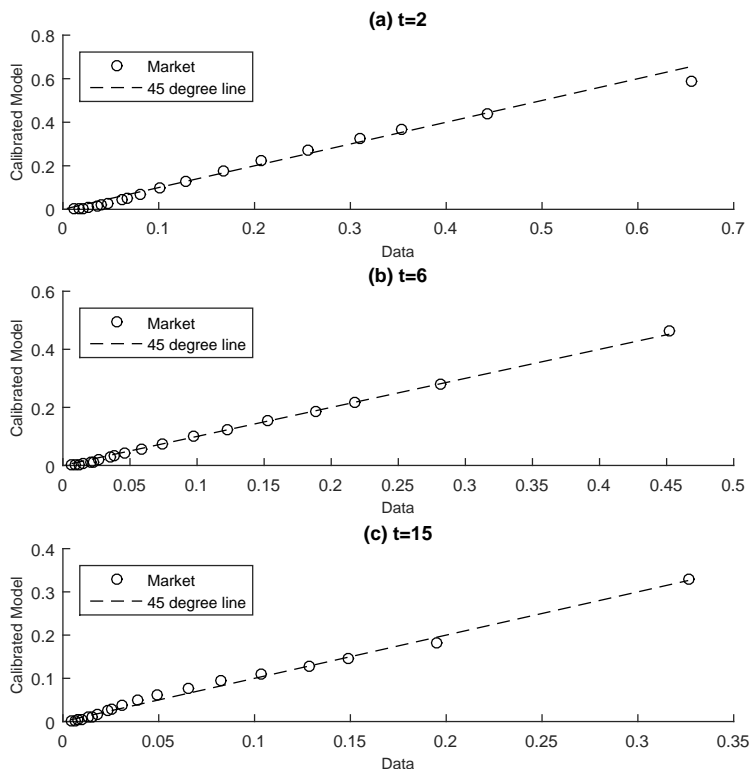 (a) t=2
0.8
0.6
0.4
0.2
0
Calibrated Model
Market
45 degree line
0 0.1 0.2 0.3 0.4 0.5 0.6 0.7
Data
(b) t=6
0.6
0.4
0.2
0
Calibrated Model
Market
45 degree line
0 0.05 0.1 0.15 0.2 0.25 0.3 0.35 0.4 0.45 0.5
Data
(c) t=15
0.4
0.3
0.2
0.1
0
Calibrated Model
Market
45 degree line
0 0.05 0.1 0.15 0.2 0.25 0.3 0.35
Data